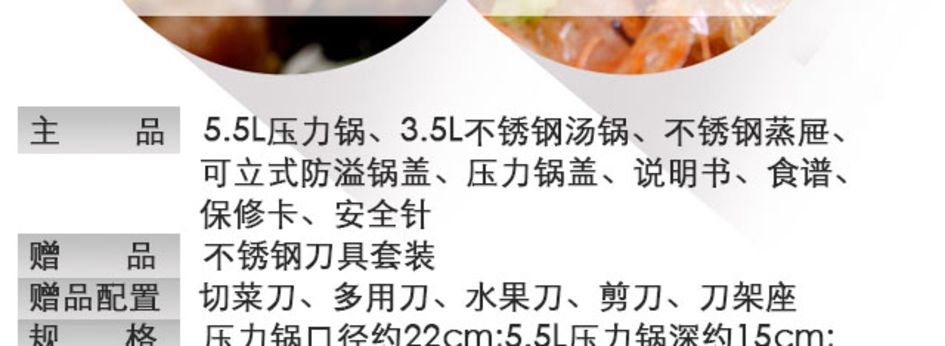 主 品 5.5L压力锅、3.5L不锈钢汤锅、不锈钢蒸屉、
可立式防溢锅盖、压力锅盖、说明书、食谱、
保修卡、安全针
赠 品 不锈钢刀具套装
赠品配置 切菜刀、多用刀、水果刀、剪刀、刀架座
规 格 压力锅口径约22cm;5.5L压力锅深约15cm;